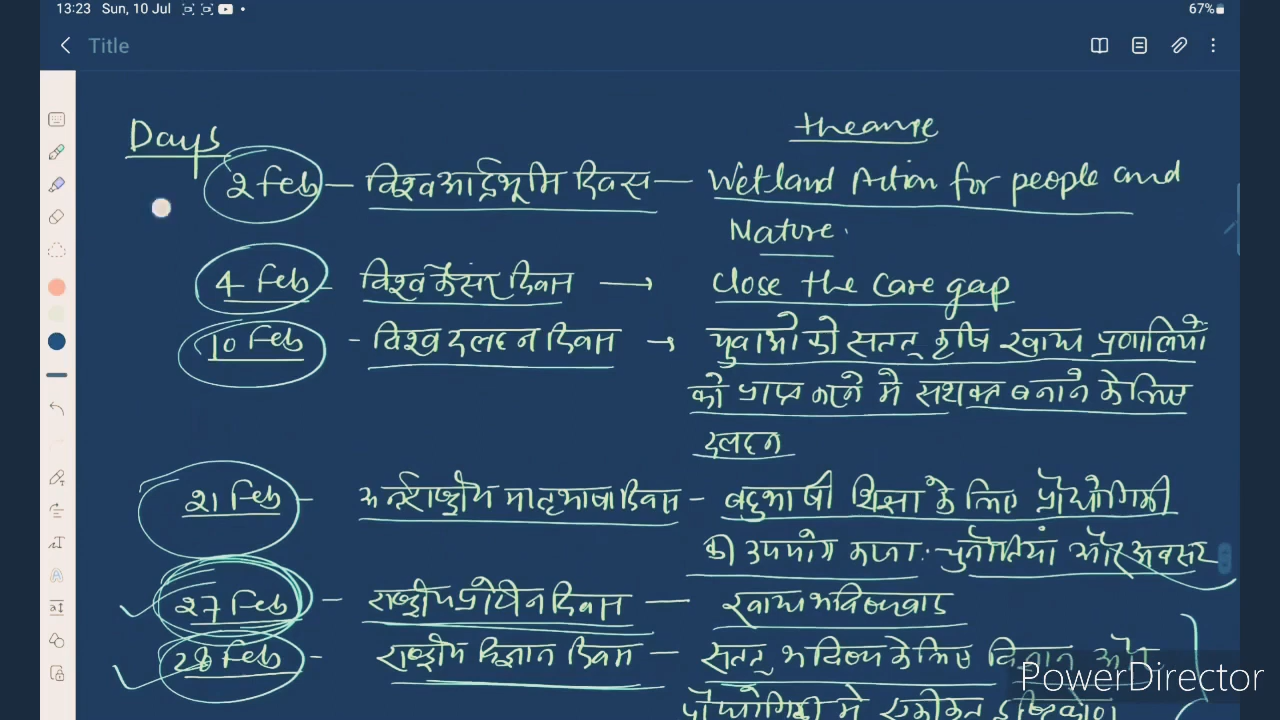 13:23 Sun, 10 Jul 67%
Title
Days theame
2 Feb — विश्व आर्द्रभूमि दिवस — Wetland Action for people and
Nature.
4 Feb - विश्व कैंसर दिवस → Close the Care gap
10 Feb - विश्व दलहन दिवस → युवाओ को सतत् कृषि खाद्य प्रणालियों
को प्राप्त करने मे सशक्त बनाने के लिए
दलहन
21 Feb - अन्तर्राष्ट्रीय मातृभाषा दिवस - बहुभाषी शिक्षा के लिए प्रौद्योगिकी
का उपयोग करना: चुनौतियां और अवसर
27 Feb - राष्ट्रीय प्रोटीन दिवस — खाद्य भविष्यवाद
28 Feb - राष्ट्रीय विज्ञान दिवस — सतत् भविष्य के लिए विज्ञान और
प्रौद्योगिकी मे एकीकृत दृष्टिकोण
PowerDirector